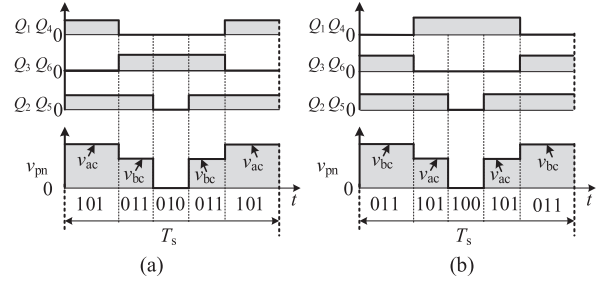 Q1 Q4 0
Q3 Q6 0
Q2 Q5 0
vpn
vac
vbc
vbc
vac
0
t
101 011 010 011 101
Ts
(a)
Q1 Q4 0
Q3 Q6 0
Q2 Q5 0
vpn
vbc
vac
vac
vbc
0
t
011 101 100 101 011
Ts
(b)